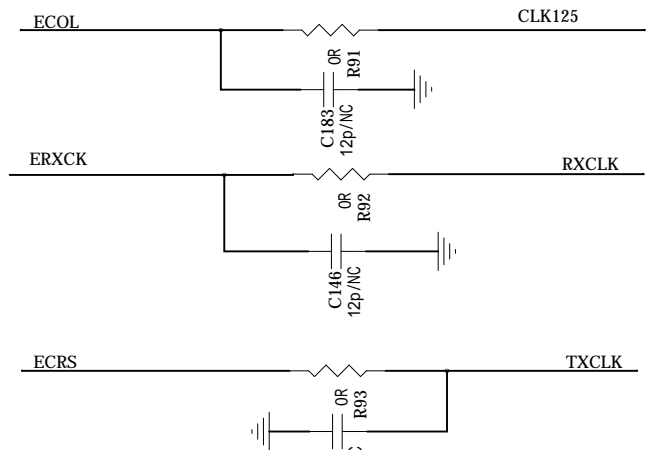 ECOL
CLK125
0R
R91
C183
12p/NC
ERXCK
RXCLK
0R
R92
C146
12p/NC
ECRS
TXCLK
0R
R93